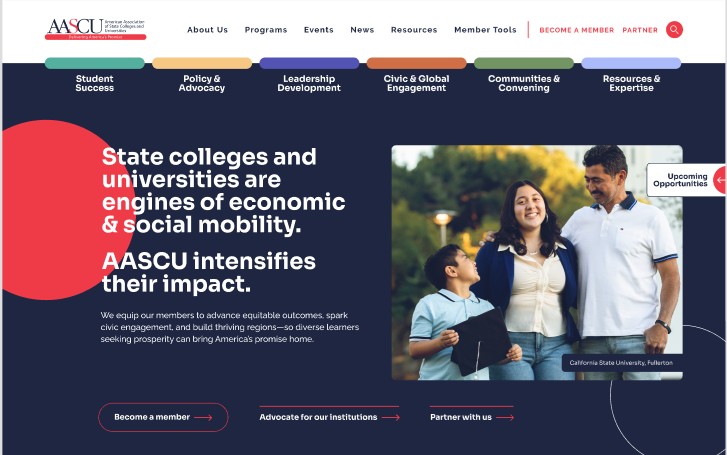 AASCU
American Association
of State Colleges and
Universities
Delivering America's Promise
About Us
Programs
Events
News
Resources
Member Tools
BECOME A MEMBER
PARTNER
Student
Success
Policy &
Advocacy
Leadership
Development
Civic & Global
Engagement
Communities &
Convening
Resources &
Expertise
State colleges and
universities are
engines of economic
& social mobility.
AASCU intensifies
their impact.
We equip our members to advance equitable outcomes, spark
civic engagement, and build thriving regions—so diverse learners
seeking prosperity can bring America's promise home.
Upcoming
Opportunities
California State University, Fullerton
Become a member
Advocate for our institutions
Partner with us